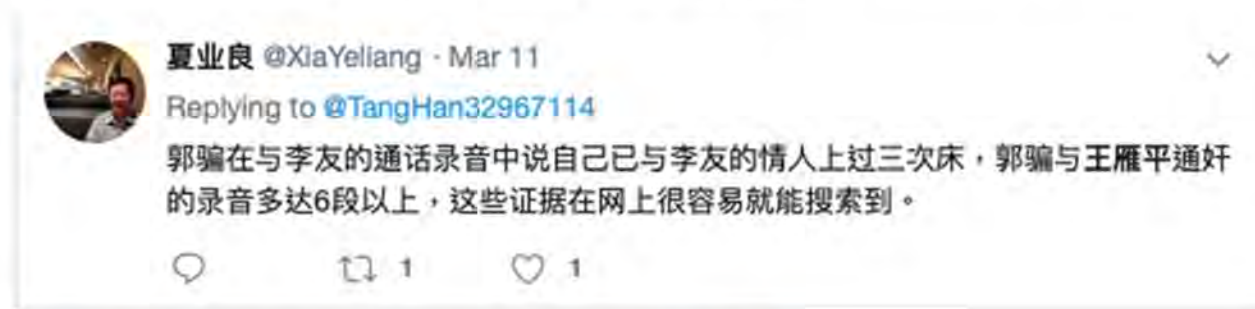 夏业良 @XiaYeliang · Mar 11
Replying to @TangHan32967114
郭骗在与李友的通话录音中说自己已与李友的情人上过三次床，郭骗与王雁平通奸
的录音多达6段以上，这些证据在网上很容易就能搜索到。
1 1